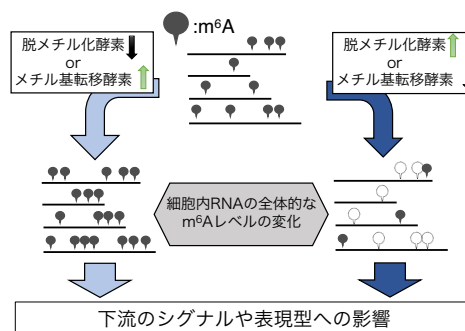 :m⁶A
脱メチル化酵素
or
メチル基転移酵素
脱メチル化酵素
or
メチル基転移酵素
細胞内RNAの全体的な
m⁶Aレベルの変化
下流のシグナルや表現型への影響